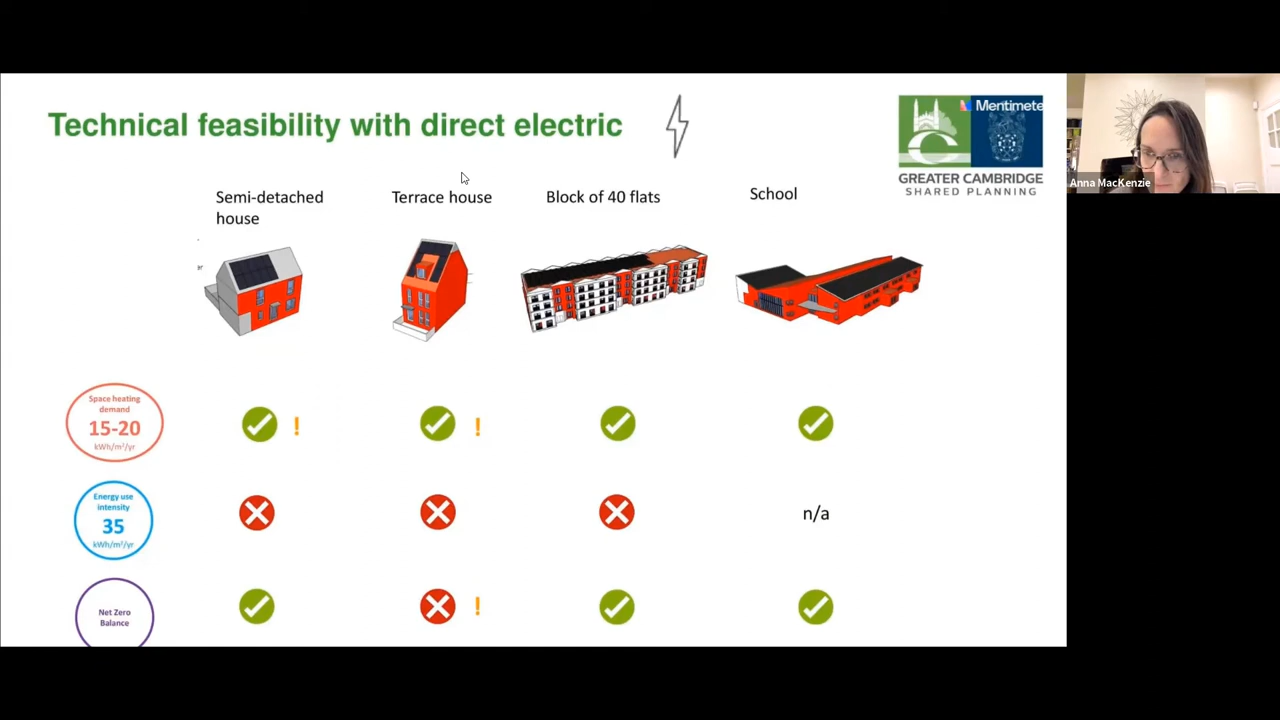 Technical feasibility with direct electric
Mentimete
GREATER CAMBRIDGE
SHARED PLANNING
Anna MacKenzie
Semi-detached
house
Terrace house
Block of 40 flats
School
er
Space heating
demand
15-20
kWh/m²/yr
!
!
Energy use
intensity
35
kWh/m²/yr
n/a
Net Zero
Balance
!